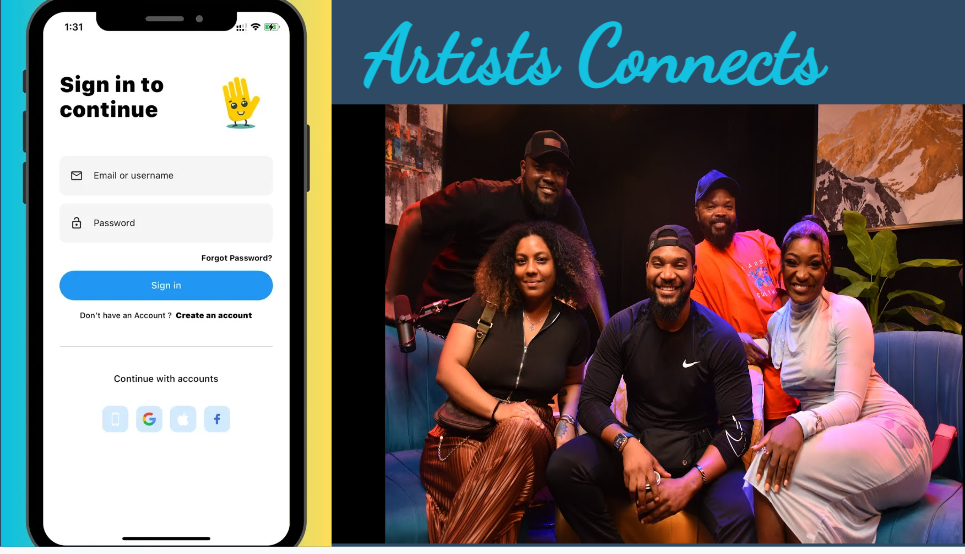 1:31
Sign in to
continue
Email or username
Password
Forgot Password?
Sign in
Don't have an Account ? Create an account
Continue with accounts
Artists Connects